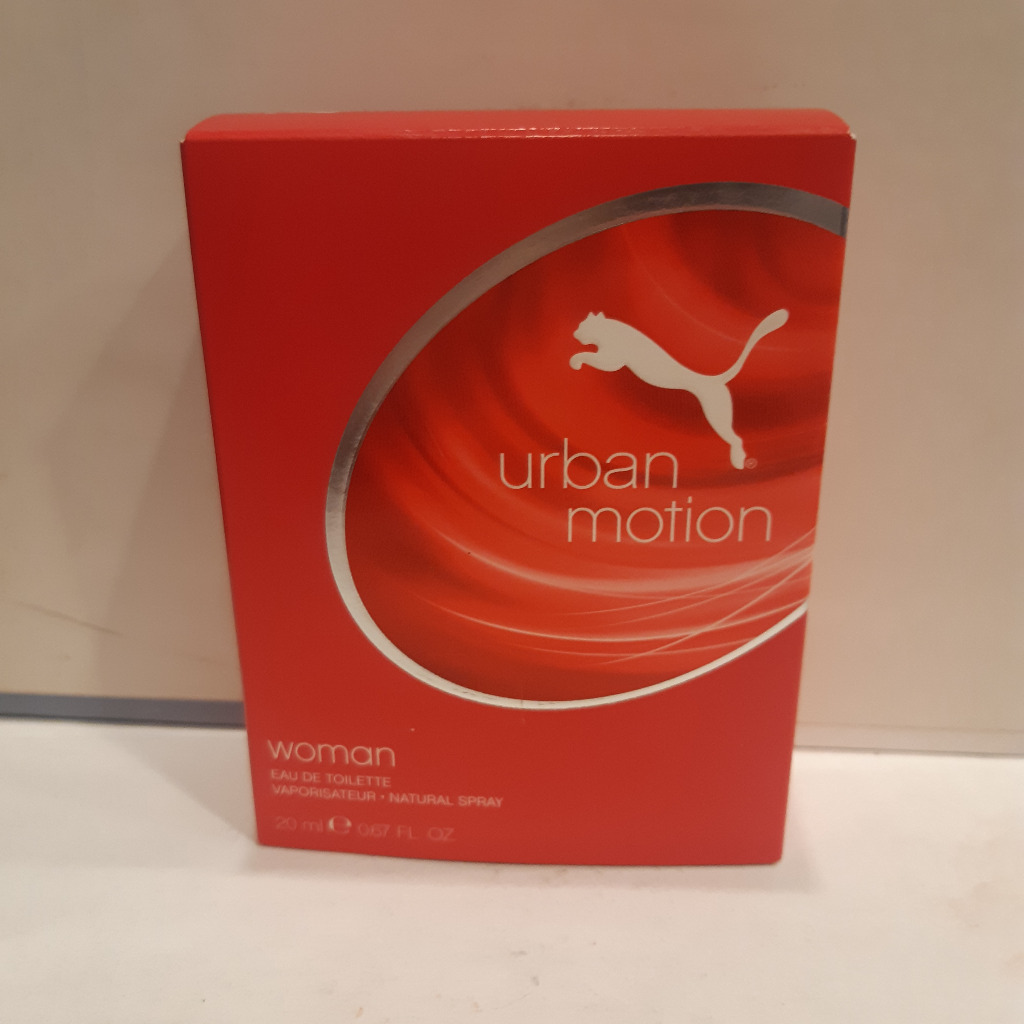 urban
motion
woman
EAU DE TOILETTE
VAPORISATEUR • NATURAL SPRAY
20 ml ℮ 0.67 FL. OZ